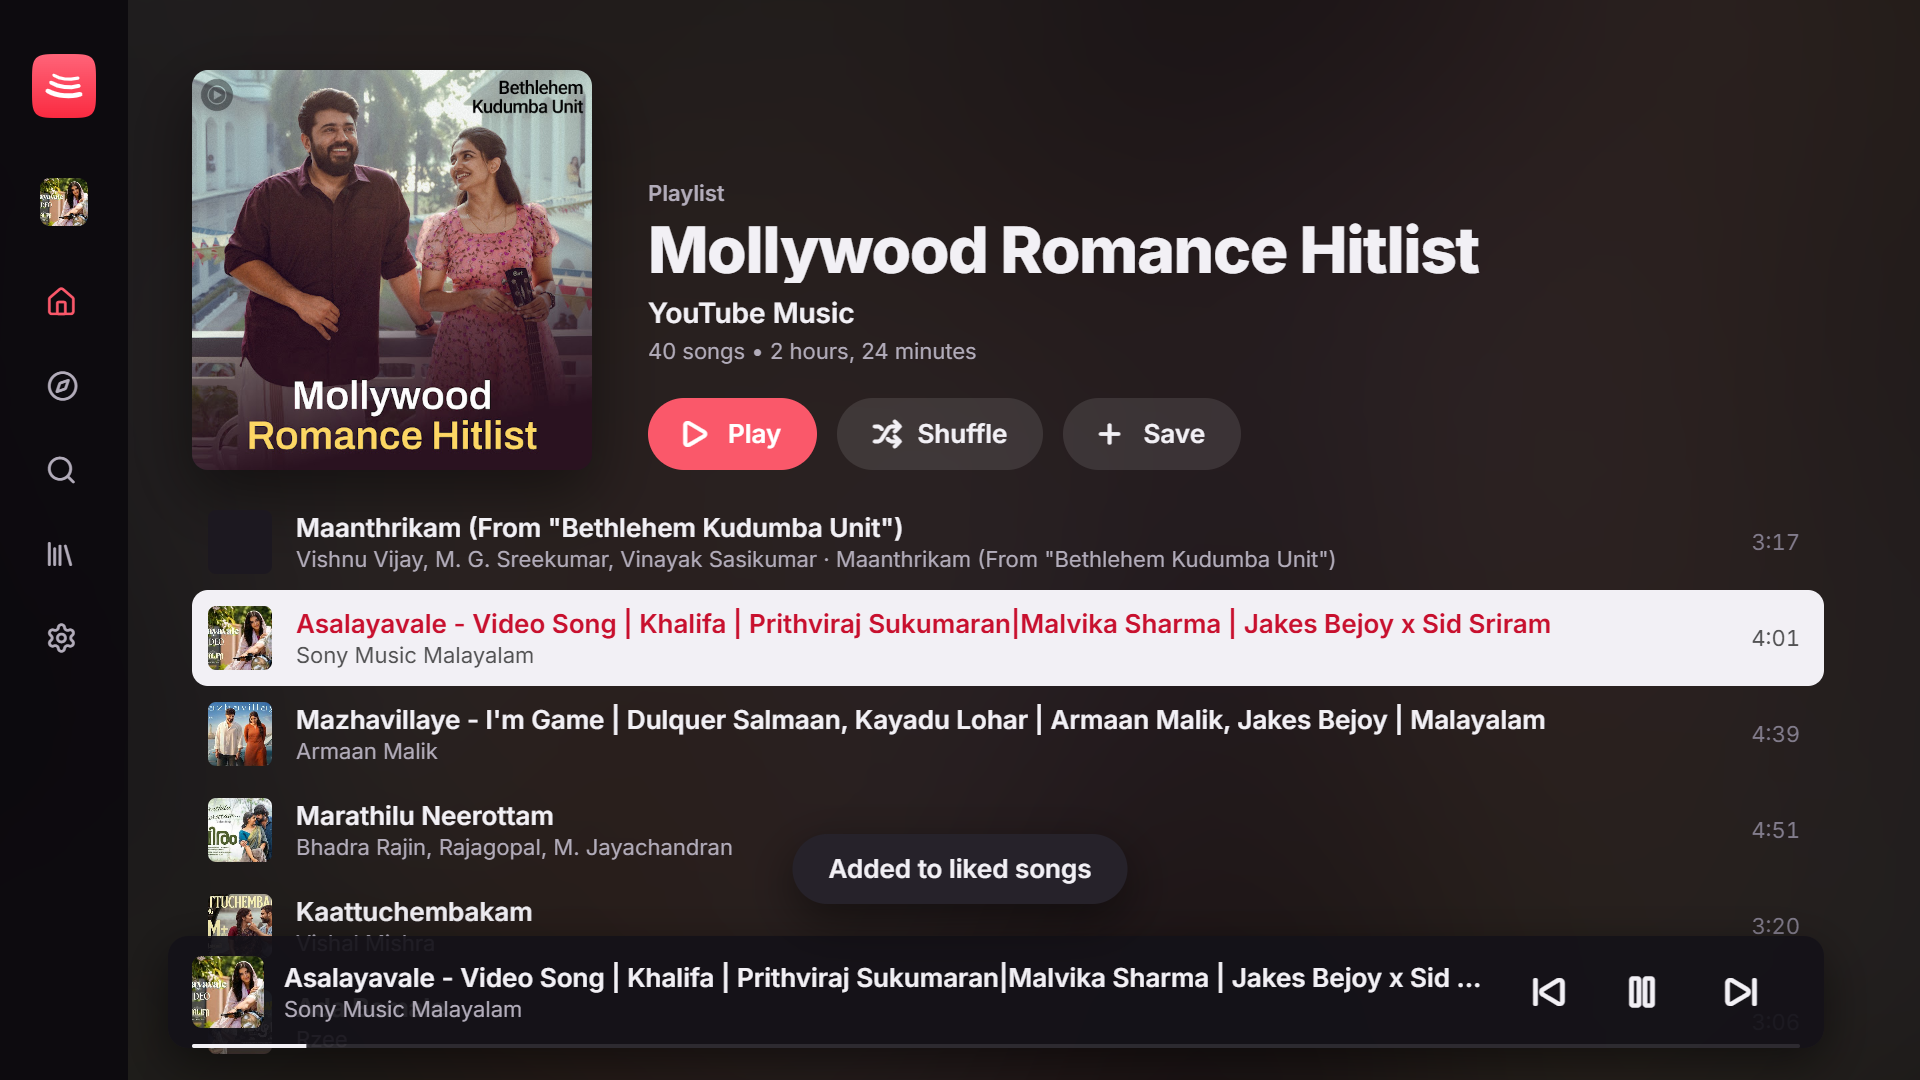 Bethlehem
Kudumba Unit
Mollywood
Romance Hitlist
Playlist
Mollywood Romance Hitlist
YouTube Music
40 songs • 2 hours, 24 minutes
Play
Shuffle
Save
Maanthrikam (From "Bethlehem Kudumba Unit")
Vishnu Vijay, M. G. Sreekumar, Vinayak Sasikumar · Maanthrikam (From "Bethlehem Kudumba Unit")
3:17
Asalayavale - Video Song | Khalifa | Prithviraj Sukumaran|Malvika Sharma | Jakes Bejoy x Sid Sriram
Sony Music Malayalam
4:01
Mazhavillaye - I'm Game | Dulquer Salmaan, Kayadu Lohar | Armaan Malik, Jakes Bejoy | Malayalam
Armaan Malik
4:39
Marathilu Neerottam
Bhadra Rajin, Rajagopal, M. Jayachandran
4:51
Added to liked songs
Kaattuchembakam
Vishal Mishra
3:20
Asalayavale - Video Song | Khalifa | Prithviraj Sukumaran|Malvika Sharma | Jakes Bejoy x Sid ...
Sony Music Malayalam
Rzee
3:06